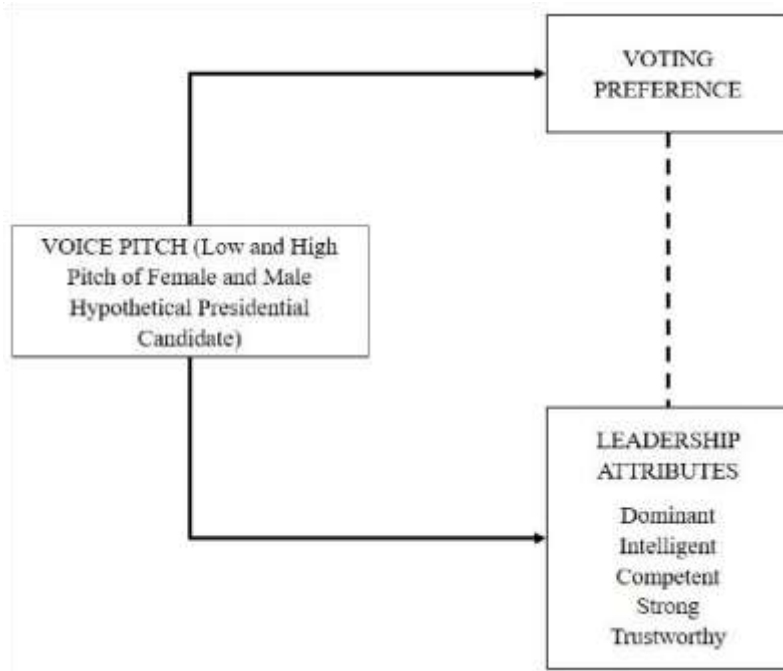 VOTING
PREFERENCE
VOICE PITCH (Low and High
Pitch of Female and Male
Hypothetical Presidential
Candidate)
LEADERSHIP
ATTRIBUTES
Dominant
Intelligent
Competent
Strong
Trustworthy